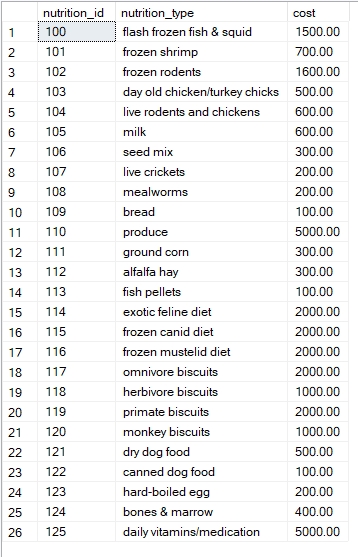 nutrition_id nutrition_type cost
1 100 flash frozen fish & squid 1500.00
2 101 frozen shrimp 700.00
3 102 frozen rodents 1600.00
4 103 day old chicken/turkey chicks 500.00
5 104 live rodents and chickens 600.00
6 105 milk 600.00
7 106 seed mix 300.00
8 107 live crickets 200.00
9 108 mealworms 200.00
10 109 bread 100.00
11 110 produce 5000.00
12 111 ground corn 300.00
13 112 alfalfa hay 300.00
14 113 fish pellets 100.00
15 114 exotic feline diet 2000.00
16 115 frozen canid diet 2000.00
17 116 frozen mustelid diet 2000.00
18 117 omnivore biscuits 2000.00
19 118 herbivore biscuits 1000.00
20 119 primate biscuits 2000.00
21 120 monkey biscuits 1000.00
22 121 dry dog food 500.00
23 122 canned dog food 100.00
24 123 hard-boiled egg 200.00
25 124 bones & marrow 400.00
26 125 daily vitamins/medication 5000.00